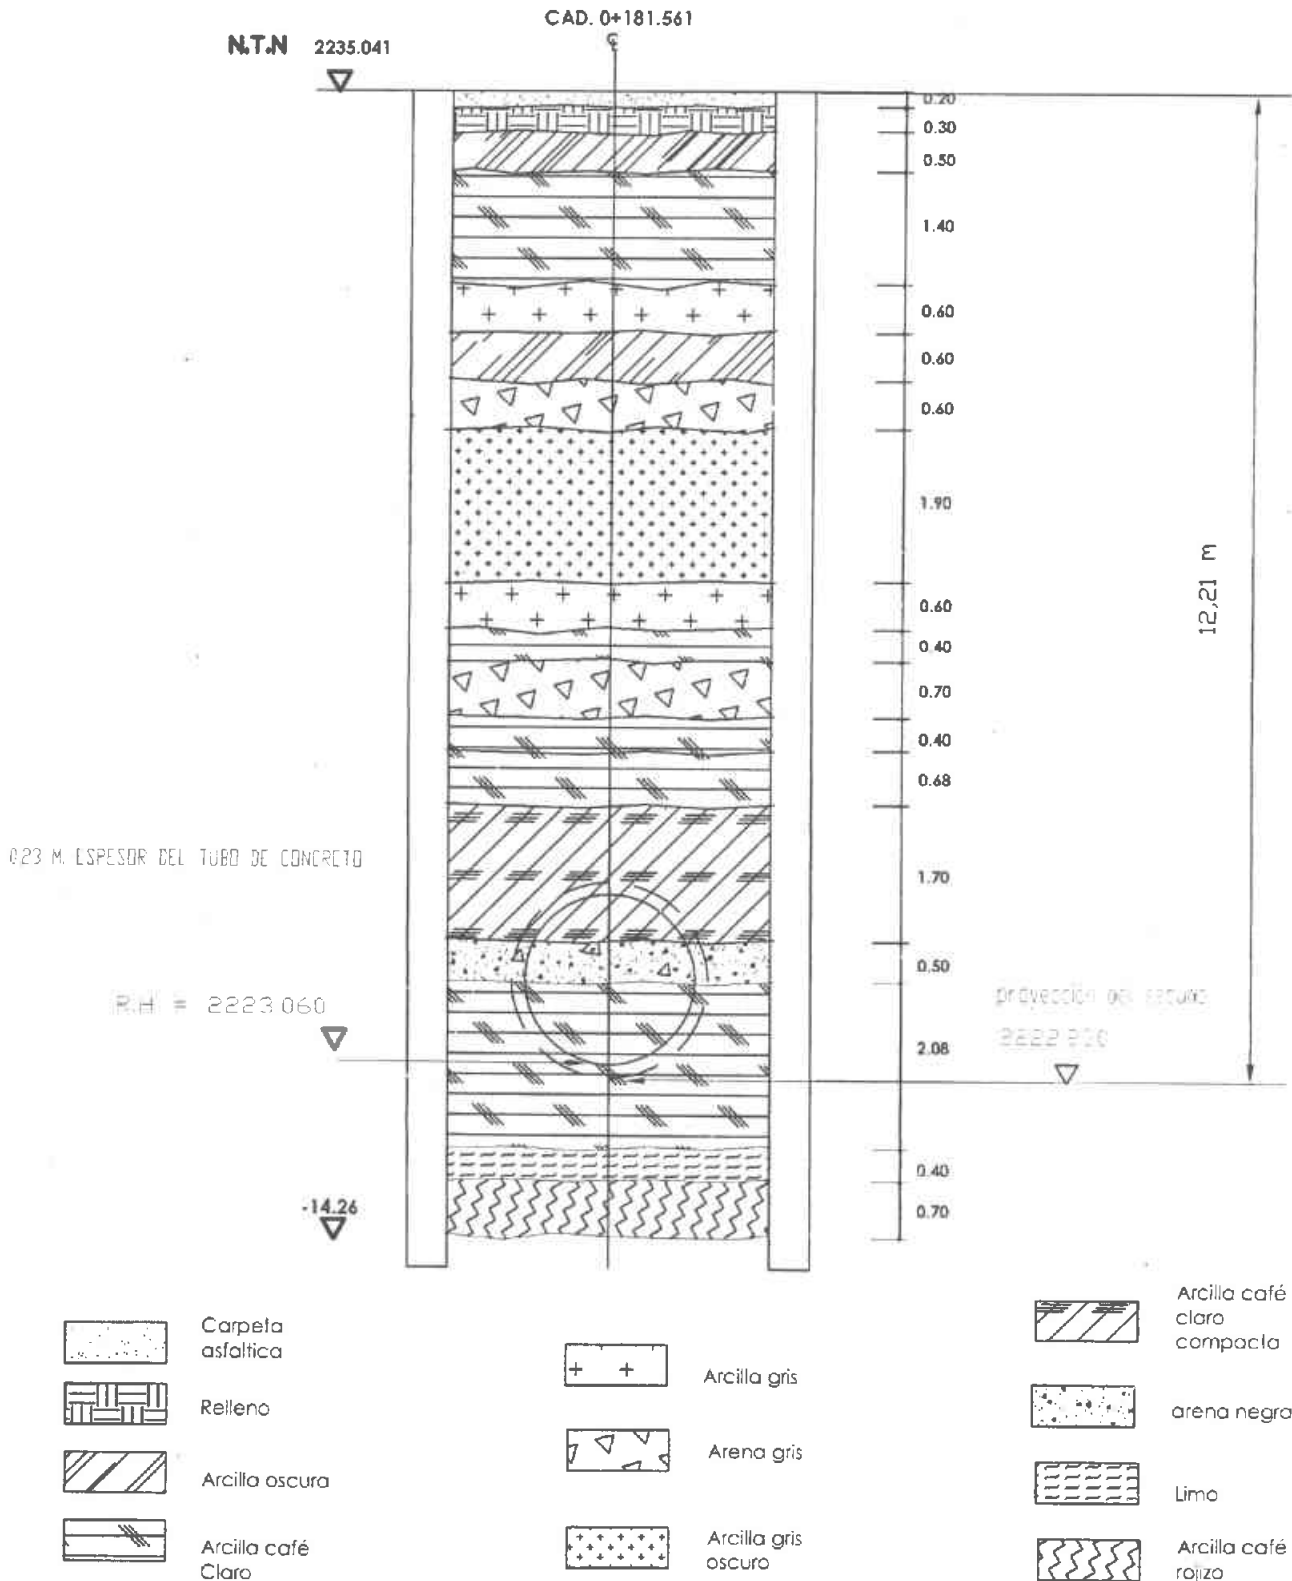 CAD. 0+181.561
N.T.N 2235.041
0.20
0.30
0.50
1.40
0.60
0.60
0.60
1.90
0.60
0.40
0.70
0.40
0.68
1.70
0.50
2.08
0.40
0.70
12,21 m
0.23 M. ESPESOR DEL TUBO DE CONCRETO
R.H = 2223.060
proyección
-14.26
Carpeta
asfaltica
Relleno
Arcilla oscura
Arcilla café
Claro
Arcilla gris
Arena gris
Arcilla gris
oscuro
Arcilla café
claro
compacta
arena negra
Limo
Arcilla café
rojizo